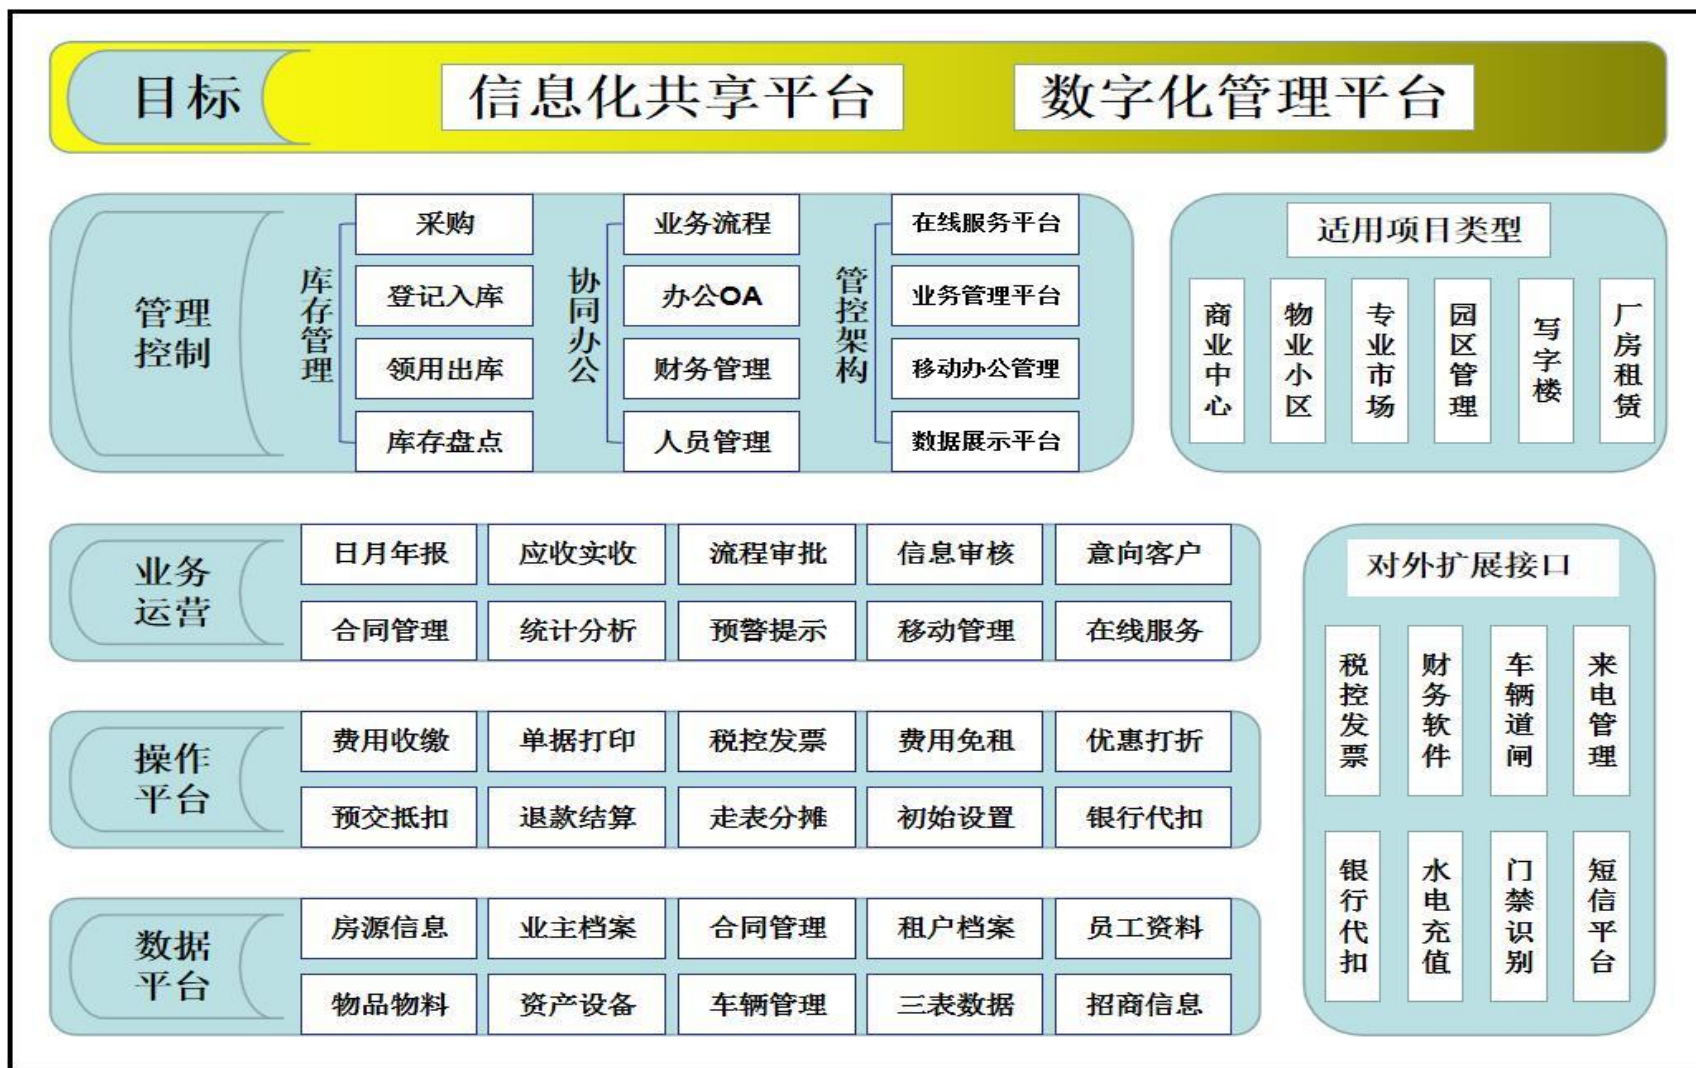 目标
信息化共享平台
数字化管理平台
管理
控制
库存管理
采购
登记入库
领用出库
库存盘点
协同办公
业务流程
办公OA
财务管理
人员管理
管控架构
在线服务平台
业务管理平台
移动办公管理
数据展示平台
适用项目类型
商业中心
物业小区
专业市场
园区管理
写字楼
厂房租赁
业务
运营
日月年报
应收实收
流程审批
信息审核
意向客户
合同管理
统计分析
预警提示
移动管理
在线服务
操作
平台
费用收缴
单据打印
税控发票
费用免租
优惠打折
预交抵扣
退款结算
走表分摊
初始设置
银行代扣
数据
平台
房源信息
业主档案
合同管理
租户档案
员工资料
物品物料
资产设备
车辆管理
三表数据
招商信息
对外扩展接口
税控发票
财务软件
车辆道闸
来电管理
银行代扣
水电充值
门禁识别
短信平台